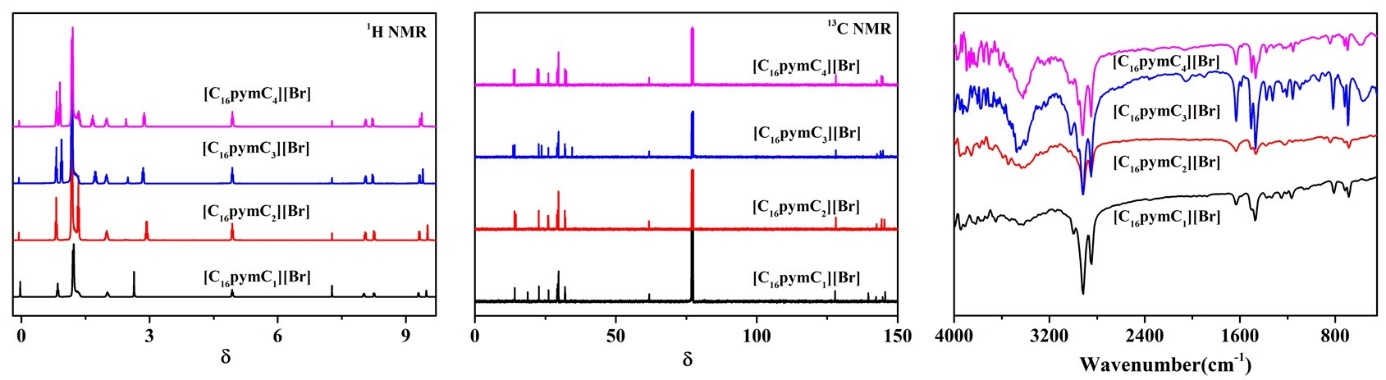 ¹H NMR
[C₁₆pymC₄][Br]
[C₁₆pymC₃][Br]
[C₁₆pymC₂][Br]
[C₁₆pymC₁][Br]
0 3 6 9
δ
¹³C NMR
[C₁₆pymC₄][Br]
[C₁₆pymC₃][Br]
[C₁₆pymC₂][Br]
[C₁₆pymC₁][Br]
0 50 100 150
δ
[C₁₆pymC₄][Br]
[C₁₆pymC₃][Br]
[C₁₆pymC₂][Br]
[C₁₆pymC₁][Br]
4000 3200 2400 1600 800
Wavenumber(cm⁻¹)